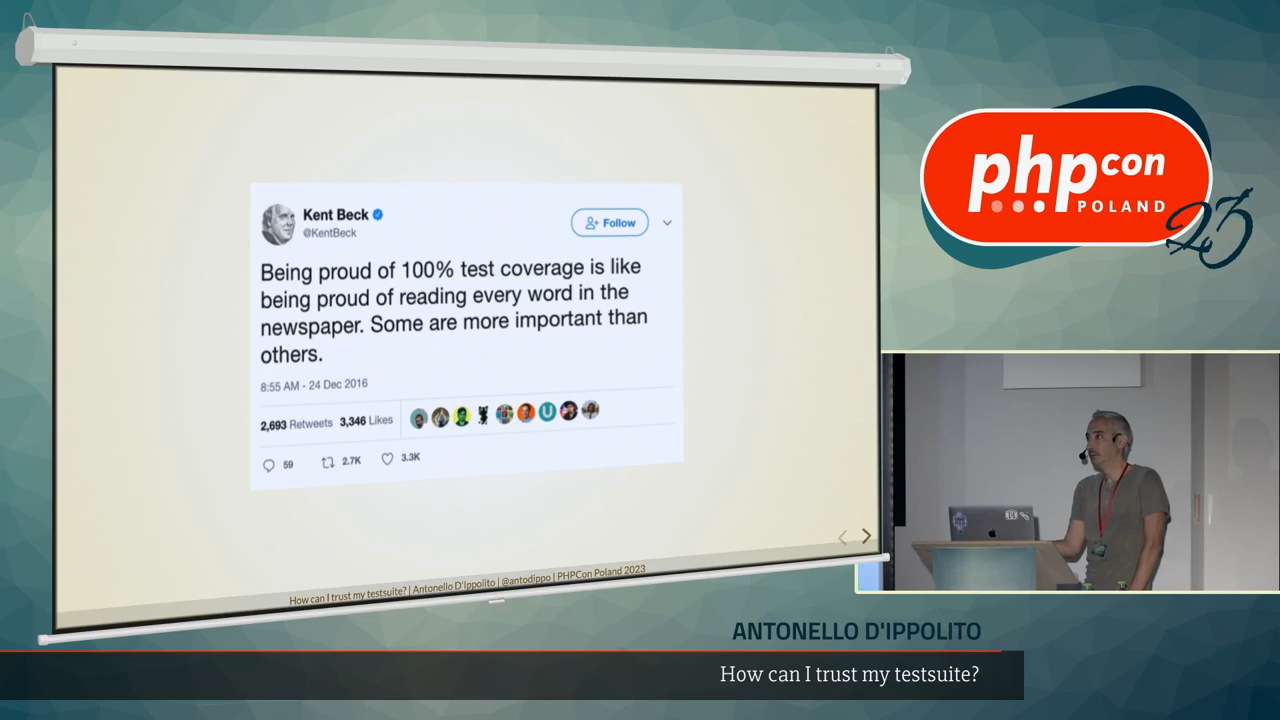 Kent Beck
@KentBeck
Follow
Being proud of 100% test coverage is like
being proud of reading every word in the
newspaper. Some are more important than
others.
8:55 AM - 24 Dec 2016
2,693 Retweets 3,346 Likes
U
59 2.7K 3.3K
How can I trust my testsuite? | Antonello D'Ippolito | @antodippo | PHPCon Poland 2023
phpcon
POLAND
23
ANTONELLO D'IPPOLITO
How can I trust my testsuite?